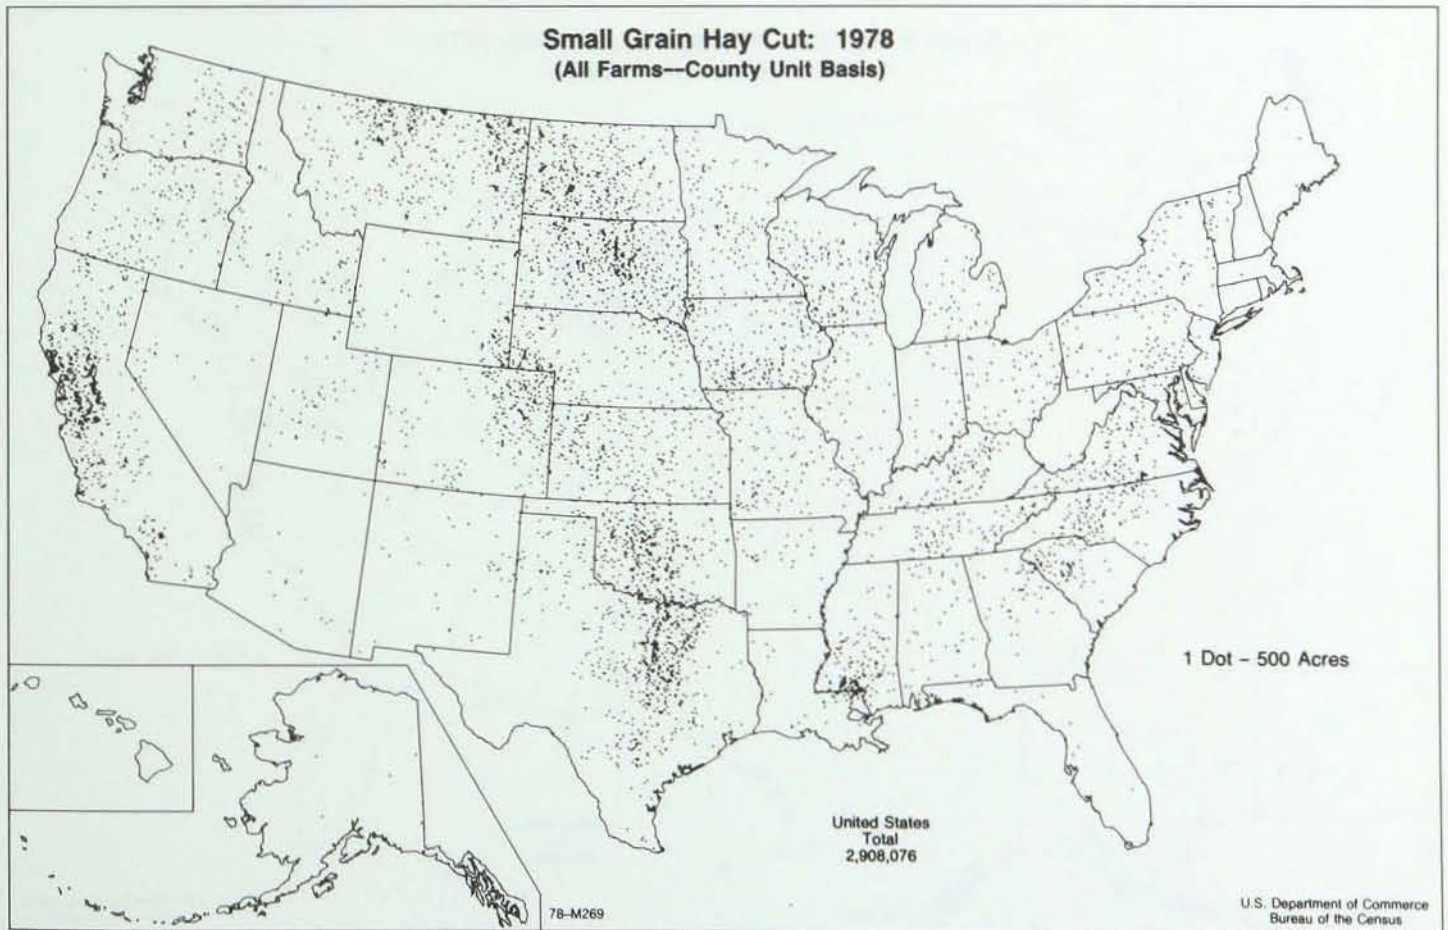 Small Grain Hay Cut: 1978
(All Farms--County Unit Basis)
1 Dot – 500 Acres
United States
Total
2,908,076
78–M269
U.S. Department of Commerce
Bureau of the Census